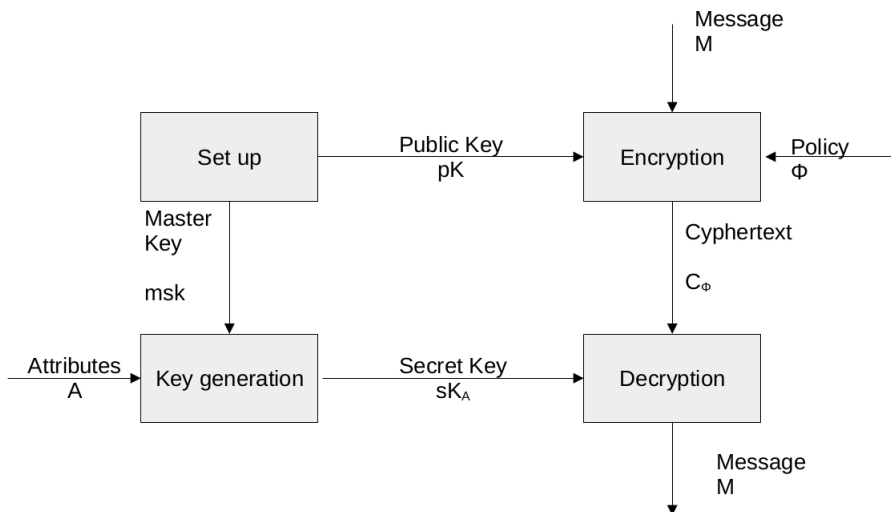 Message
M
Set up
Public Key
pK
Encryption
Policy
Φ
Master
Key
msk
Cyphertext
CΦ
Attributes
A
Key generation
Secret Key
sKA
Decryption
Message
M